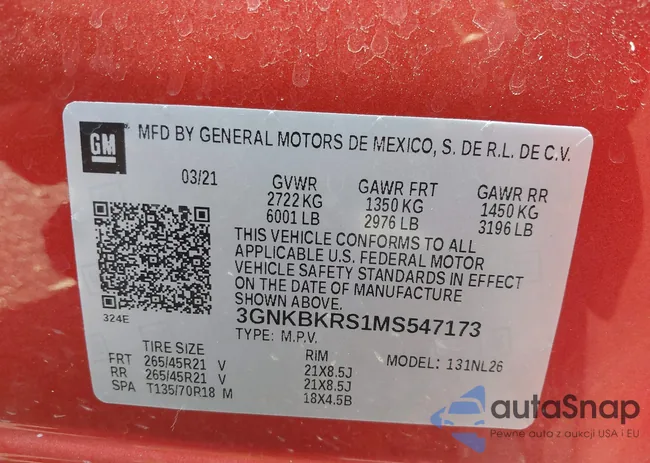 GM
MFD BY GENERAL MOTORS DE MEXICO, S. DE R.L. DE C.V.
03/21 GVWR GAWR FRT GAWR RR
2722 KG 1350 KG 1450 KG
6001 LB 2976 LB 3196 LB
THIS VEHICLE CONFORMS TO ALL
APPLICABLE U.S. FEDERAL MOTOR
VEHICLE SAFETY STANDARDS IN EFFECT
ON THE DATE OF MANUFACTURE
SHOWN ABOVE.
324E
3GNKBKRS1MS547173
TYPE: M.P.V. MODEL: 131NL26
TIRE SIZE RIM
FRT 265/45R21 V 21X8.5J
RR 265/45R21 V 21X8.5J
SPA T135/70R18 M 18X4.5B
autaSnap
Pewne auto z aukcji USA i EU